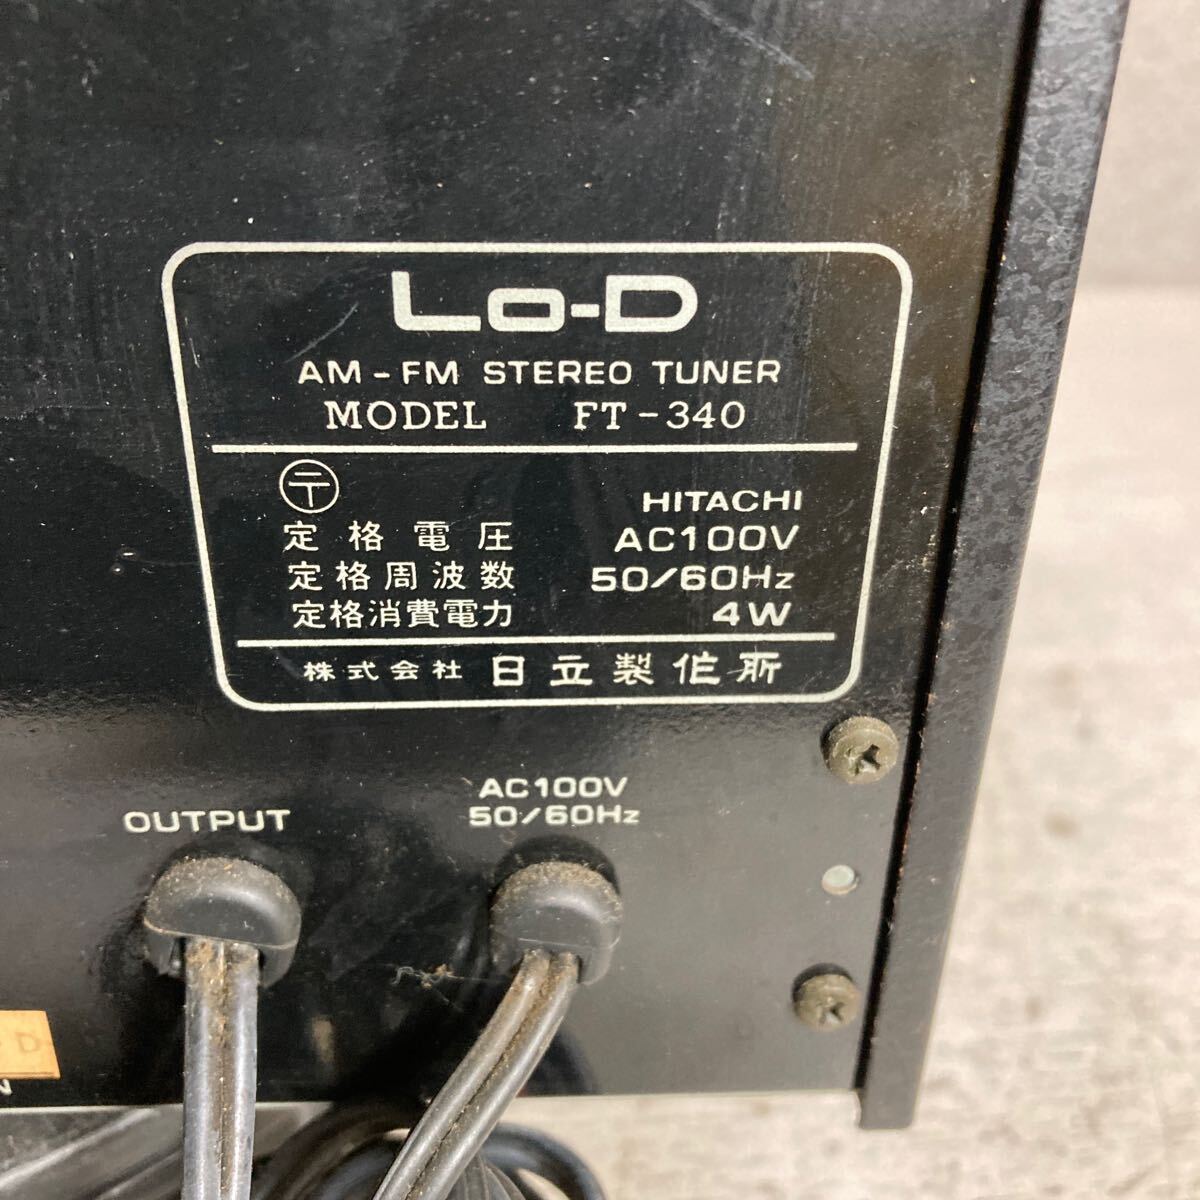 Lo-D
AM-FM STEREO TUNER
MODEL FT-340
〒
HITACHI
定格電圧 AC100V
定格周波数 50/60Hz
定格消費電力 4W
株式会社 日立製作所
OUTPUT
AC100V
50/60Hz
D
N